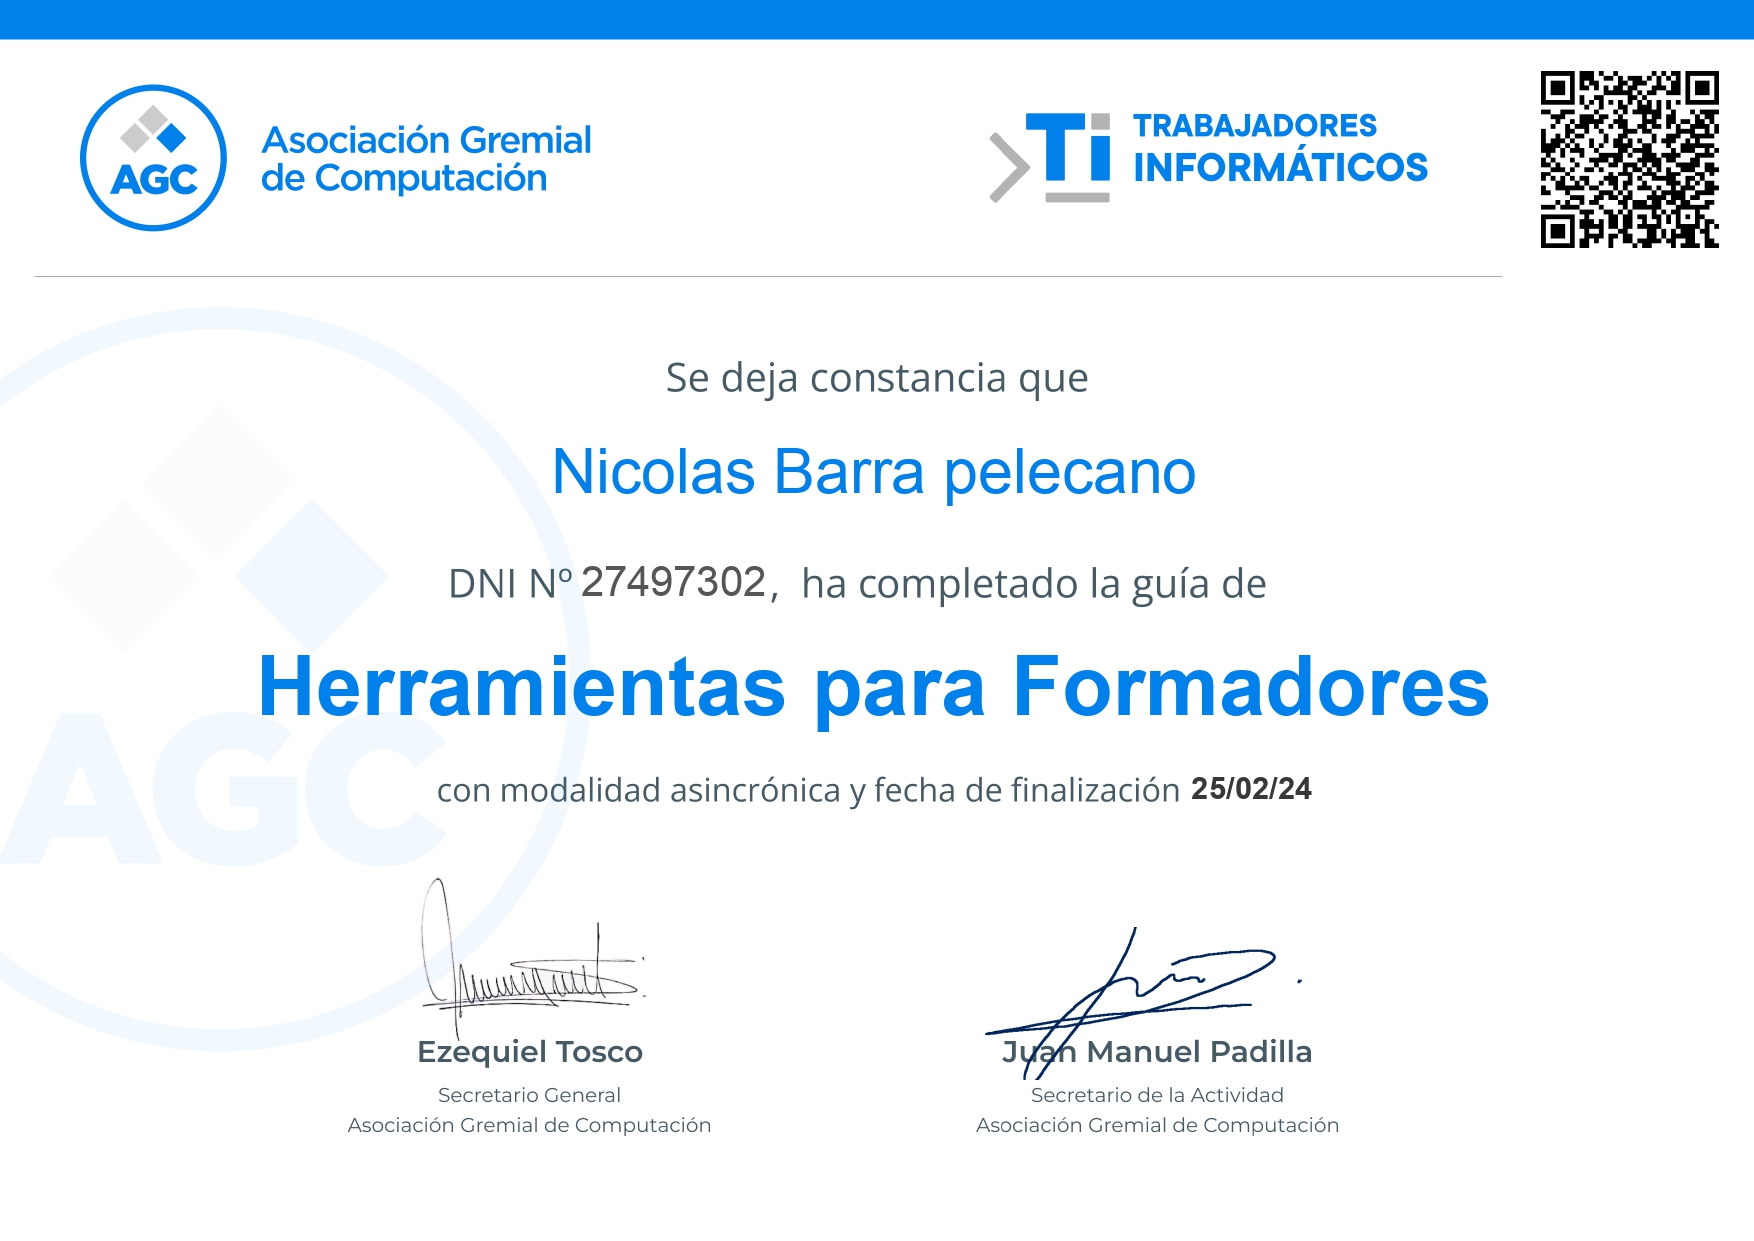 AGC
Asociación Gremial
de Computación
Ti
TRABAJADORES
INFORMÁTICOS
Se deja constancia que
Nicolas Barra pelecano
DNI Nº 27497302, ha completado la guía de
Herramientas para Formadores
con modalidad asincrónica y fecha de finalización 25/02/24
AGC
Ezequiel Tosco
Secretario General
Asociación Gremial de Computación
Juan Manuel Padilla
Secretario de la Actividad
Asociación Gremial de Computación